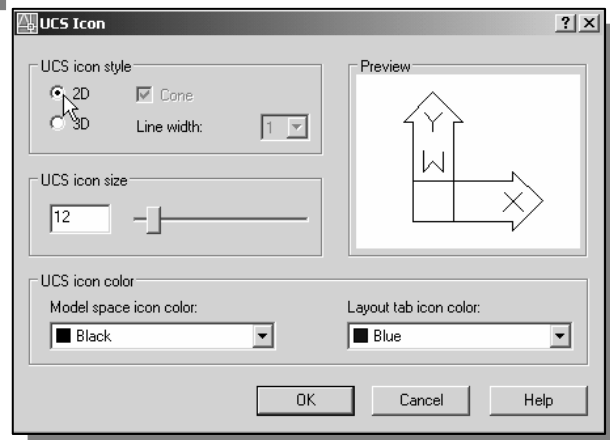 UCS Icon
UCS icon style
2D
Cone
3D
Line width:
1
Preview
Y
W
X
UCS icon size
12
UCS icon color
Model space icon color:
Layout tab icon color:
Black
Blue
OK
Cancel
Help